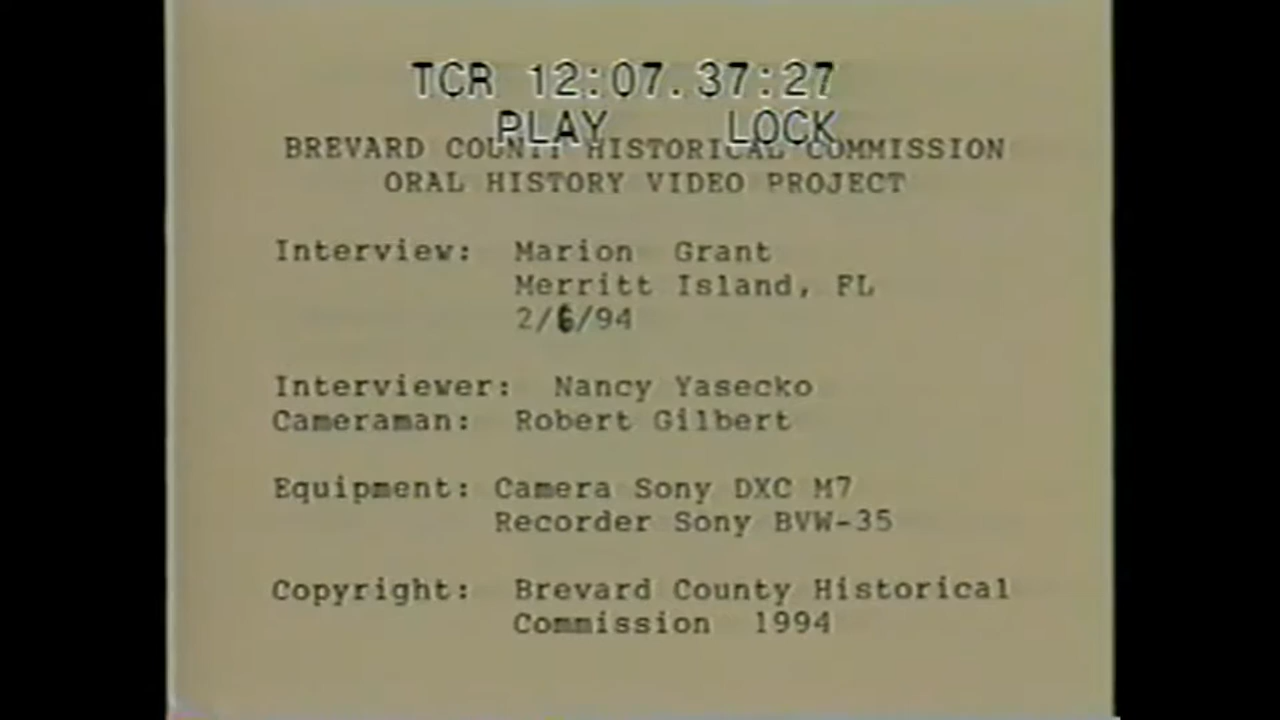 TCR 12:07.37:27
PLAY LOCK
BREVARD COUNTY HISTORICAL COMMISSION
ORAL HISTORY VIDEO PROJECT
Interview: Marion Grant
Merritt Island, FL
2/6/94
Interviewer: Nancy Yasecko
Cameraman: Robert Gilbert
Equipment: Camera Sony DXC M7
Recorder Sony BVW-35
Copyright: Brevard County Historical
Commission 1994